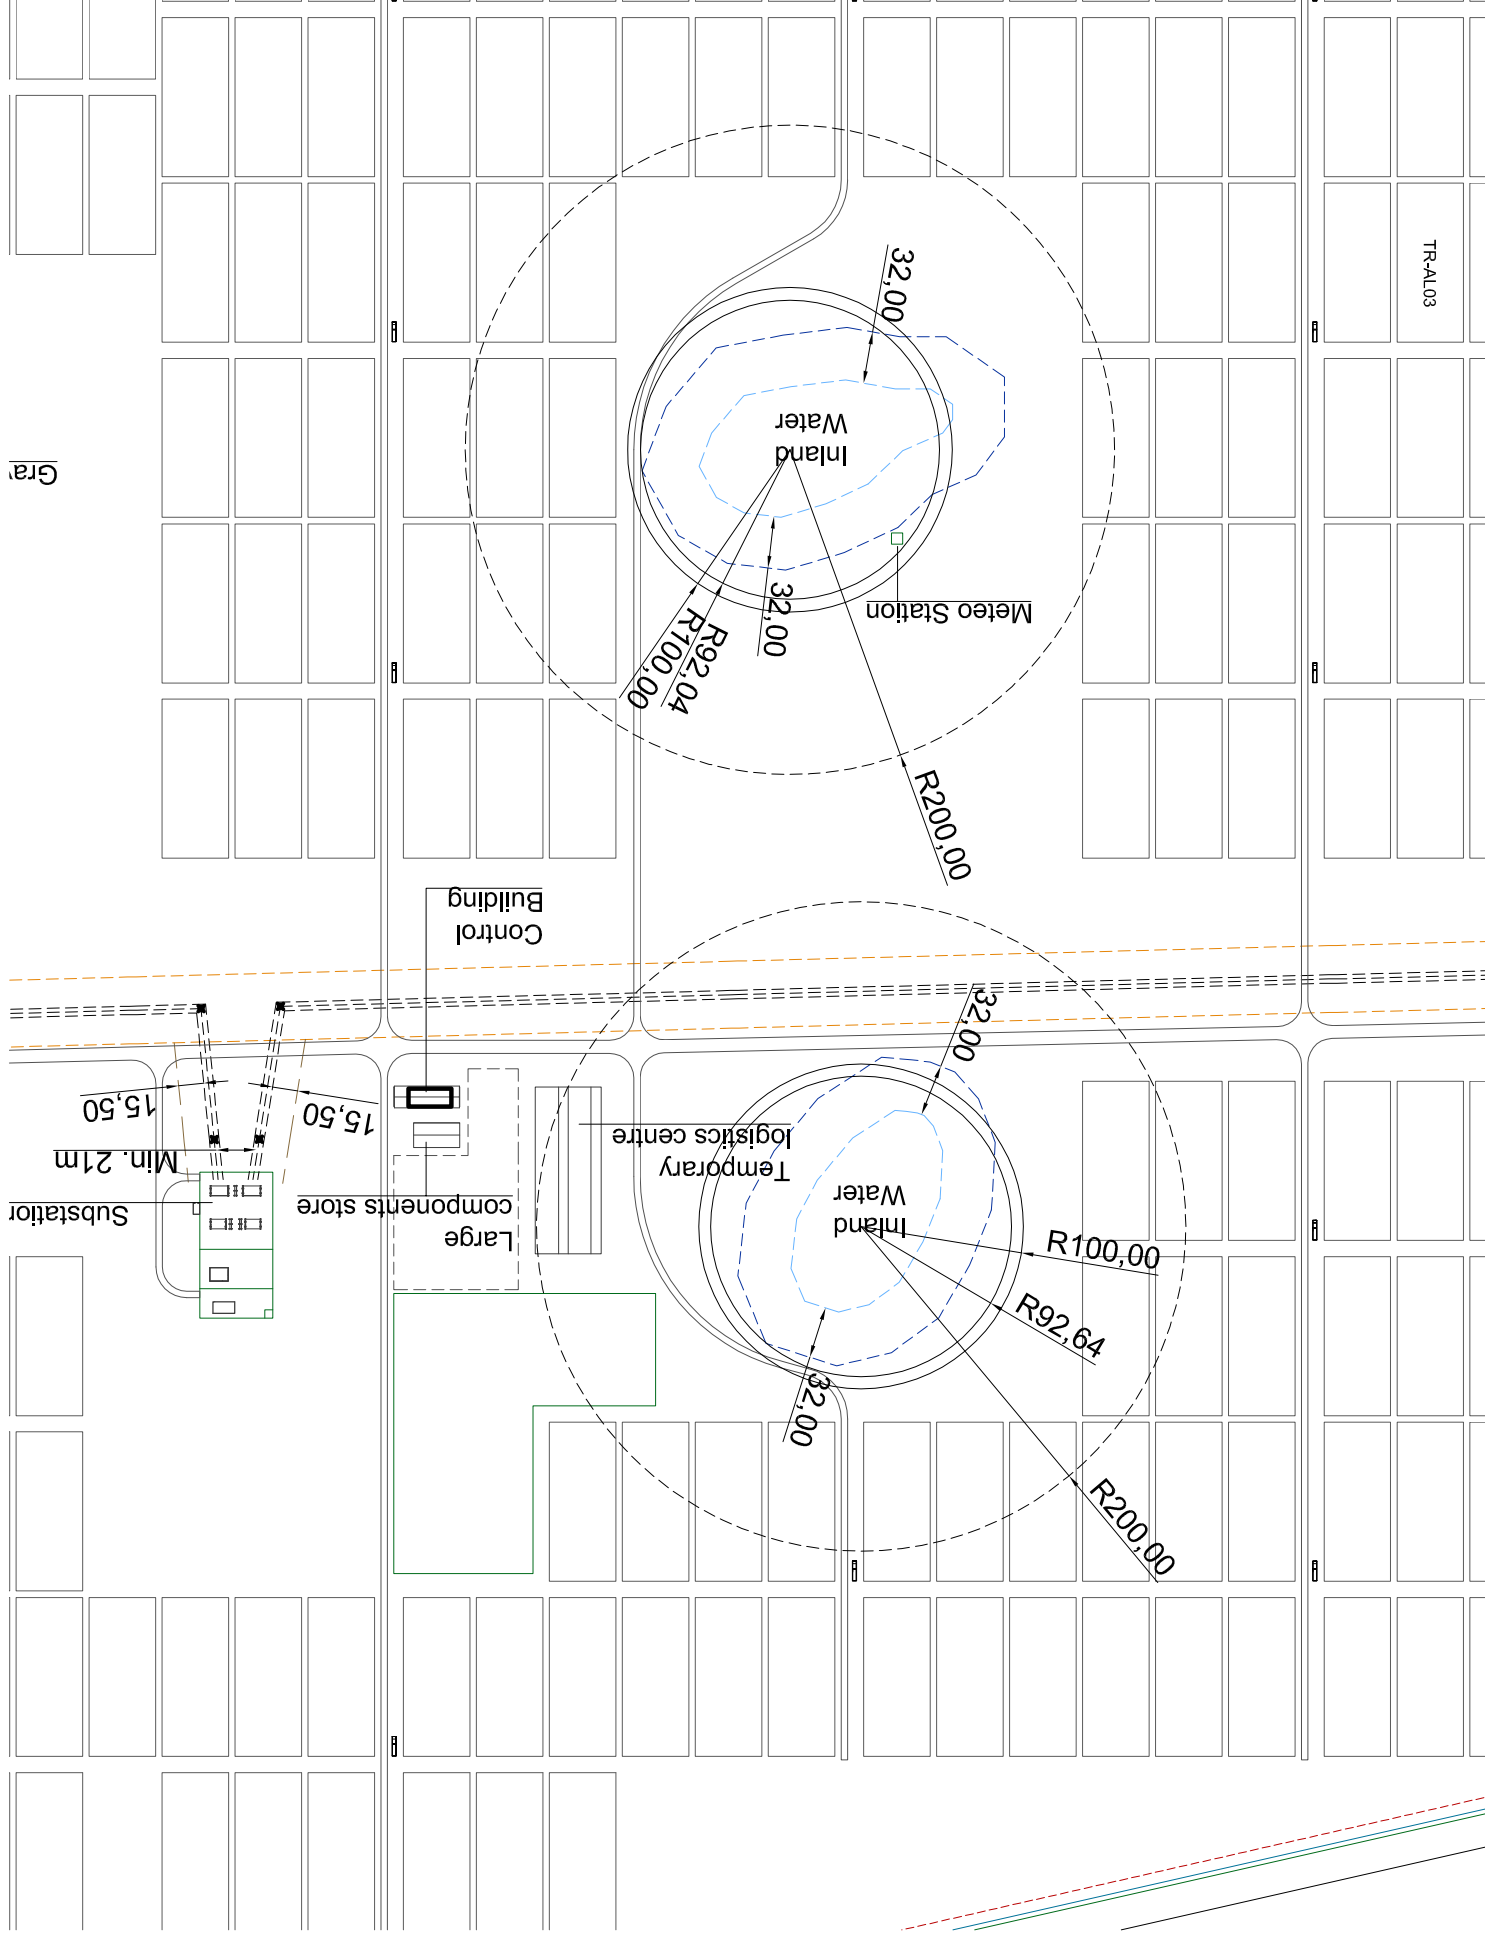 32,00
TR-AL03
Inland
Water
Meteo Station
32,00
R92,04
R100,00
R200,00
Control
Building
32,00
15,50
15,50
Min. 21m
Temporary
logistics centre
Large
components store
Inland
Water
R100,00
R92,64
32,00
R200,00